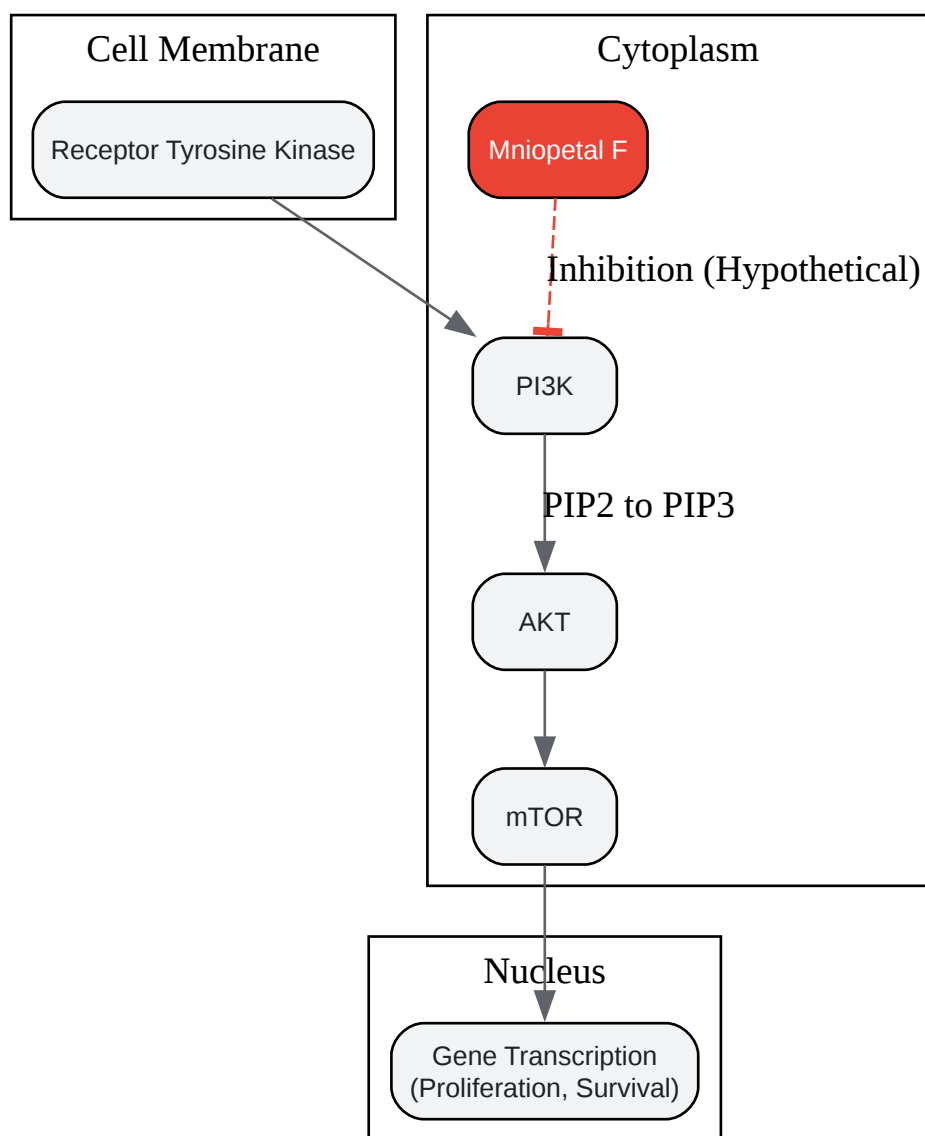 Cell Membrane
Cytoplasm
Receptor Tyrosine Kinase
Mniopetal F
Inhibition (Hypothetical)
PI3K
PIP2 to PIP3
AKT
mTOR
Nucleus
Gene Transcription
(Proliferation, Survival)